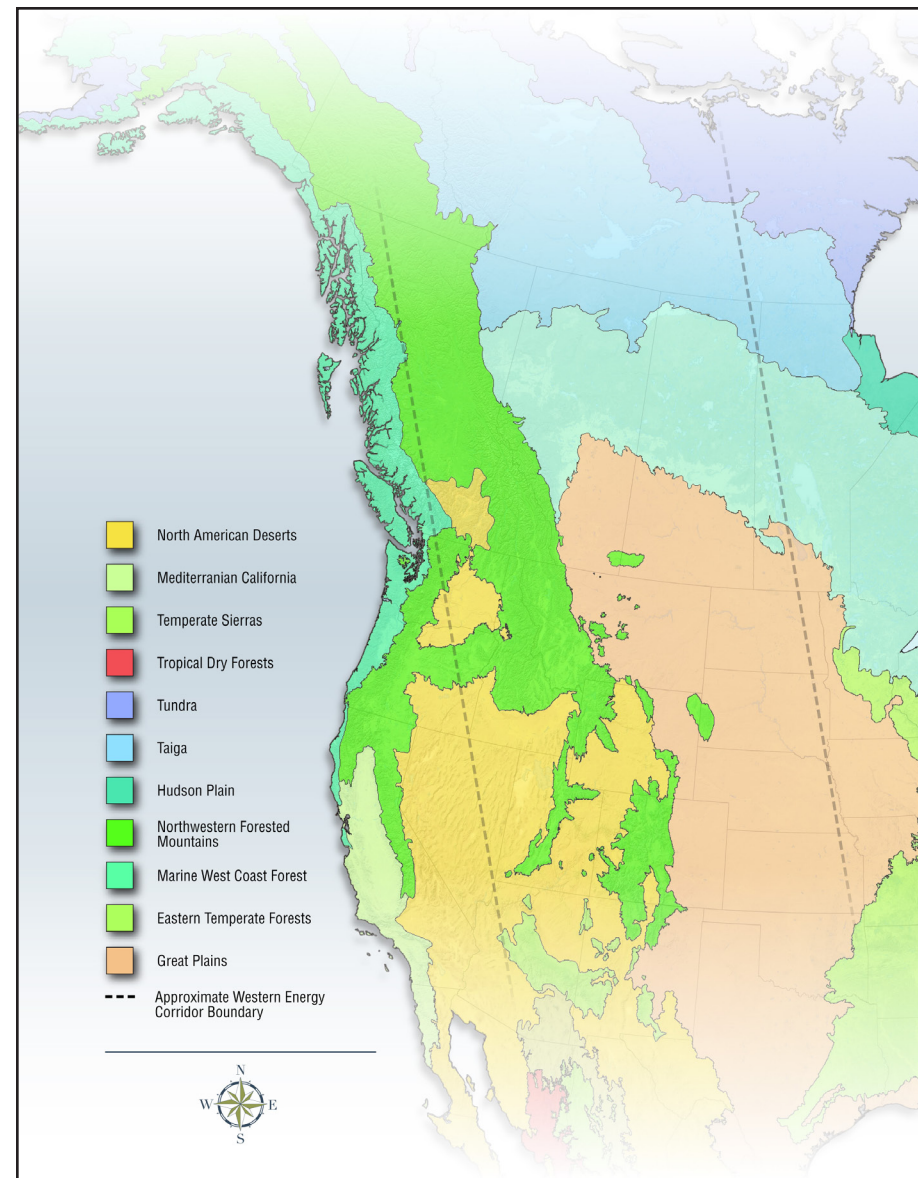 North American Deserts
Mediterranian California
Temperate Sierras
Tropical Dry Forests
Tundra
Taiga
Hudson Plain
Northwestern Forested
Mountains
Marine West Coast Forest
Eastern Temperate Forests
Great Plains
Approximate Western Energy
Corridor Boundary
N
W E
S